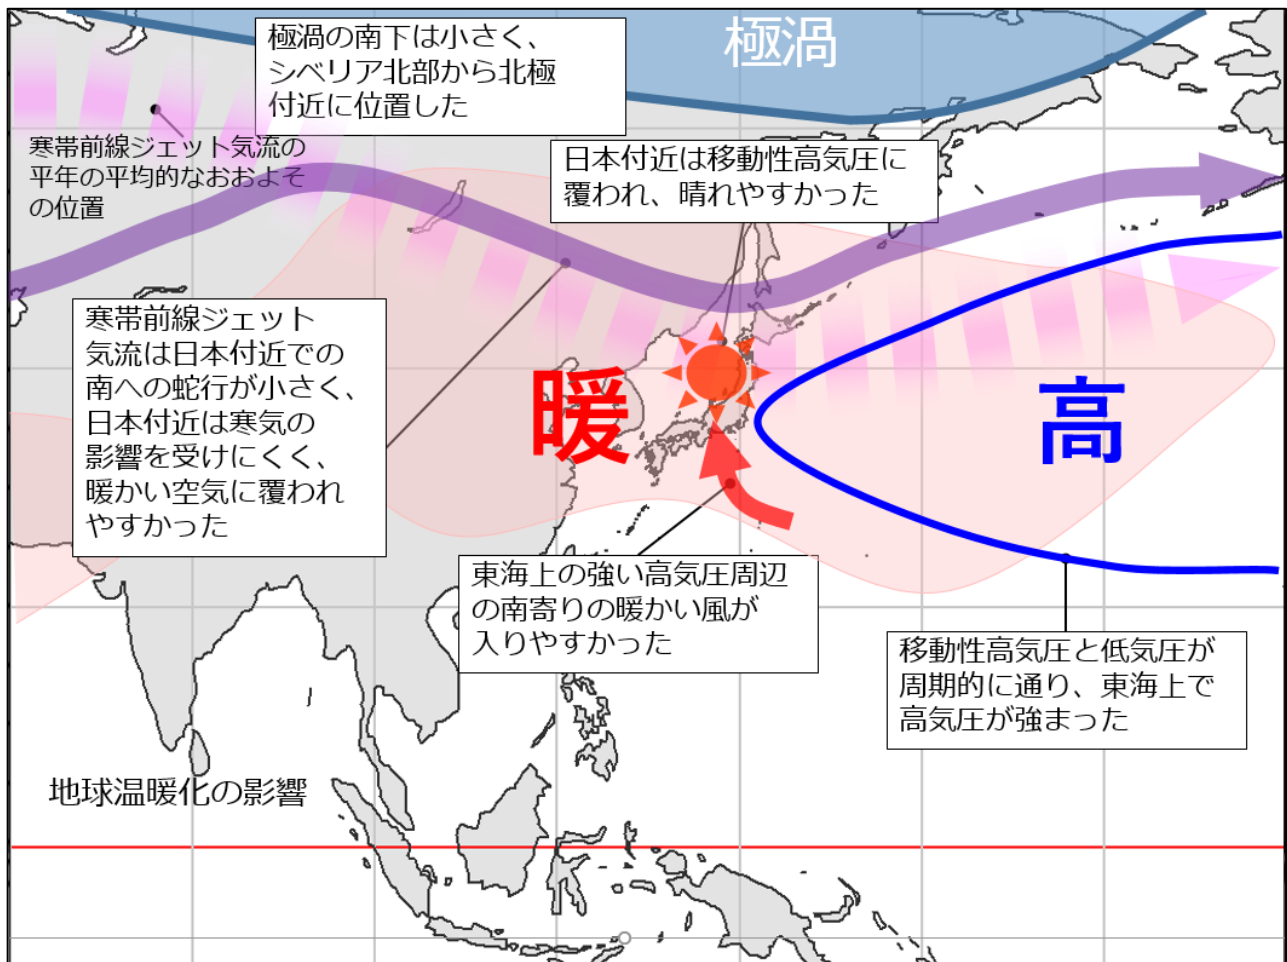 極渦の南下は小さく、
シベリア北部から北極
付近に位置した
極渦
寒帯前線ジェット気流の
平年の平均的なおおよそ
の位置
日本付近は移動性高気圧に
覆われ、晴れやすかった
寒帯前線ジェット
気流は日本付近での
南への蛇行が小さく、
日本付近は寒気の
影響を受けにくく、
暖かい空気に覆われ
やすかった
暖
高
東海上の強い高気圧周辺
の南寄りの暖かい風が
入りやすかった
移動性高気圧と低気圧が
周期的に通り、東海上で
高気圧が強まった
地球温暖化の影響